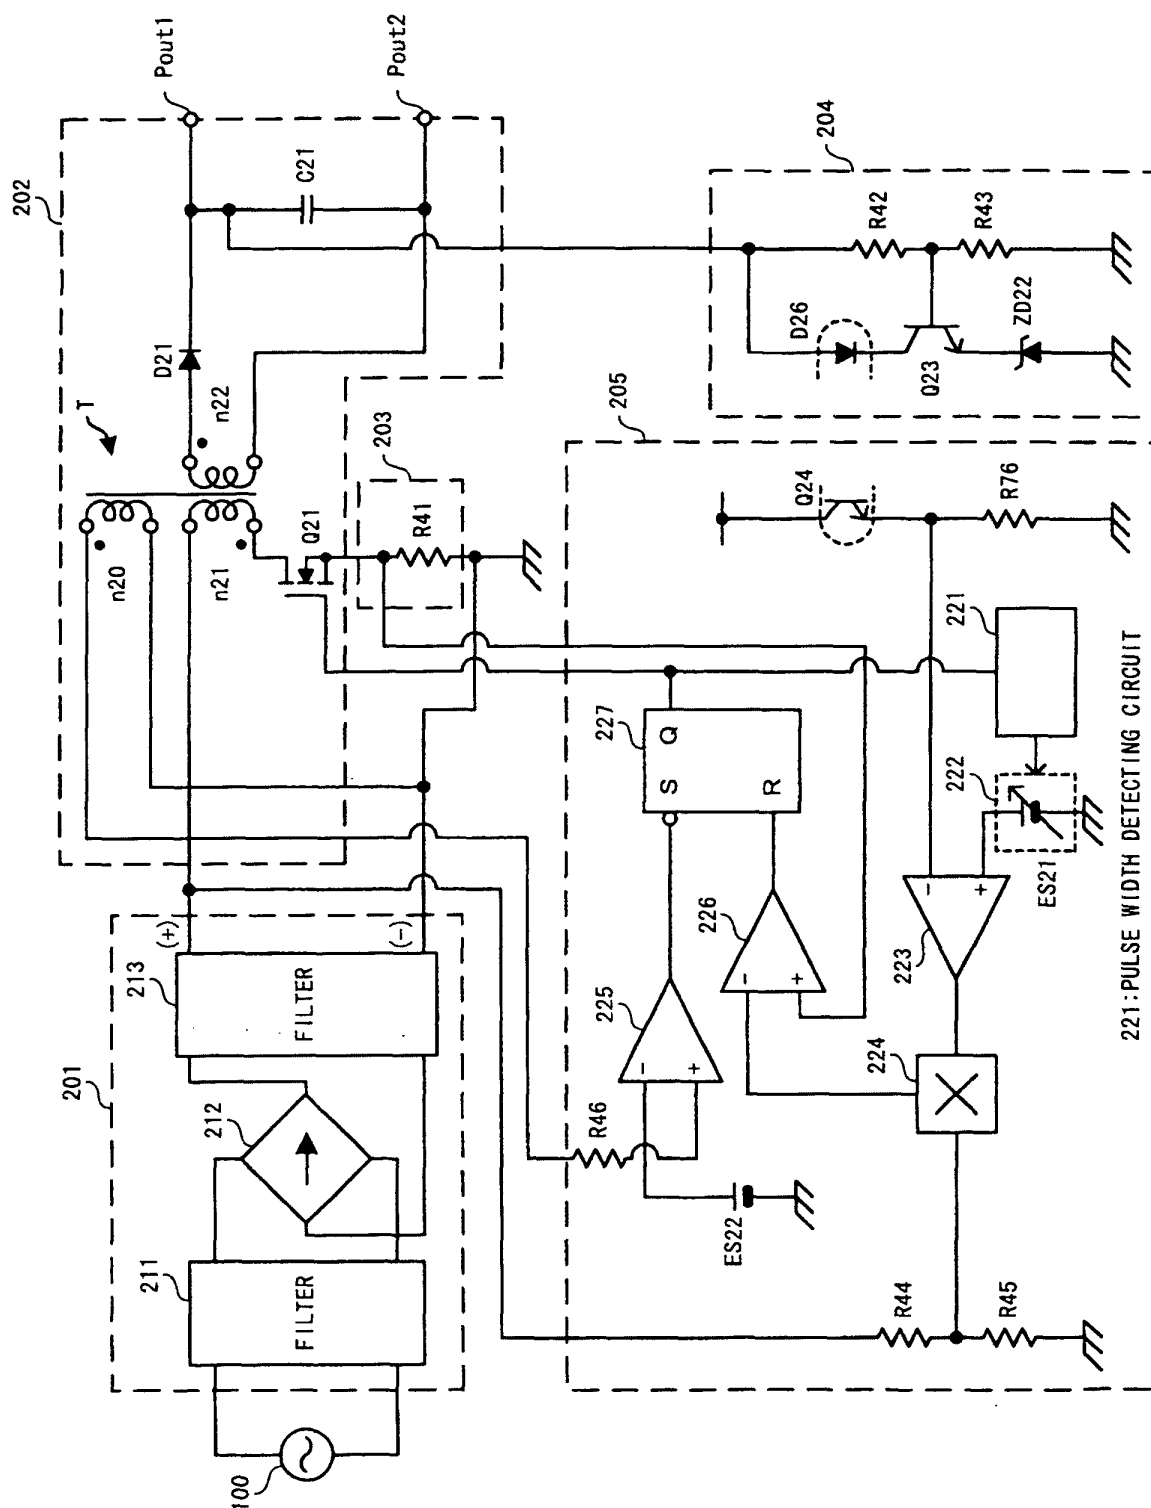 202
Pout1
Pout2
T
D21
C21
n20
n21
n22
Q21
203
R41
201
(+)
(-)
213
FILTER
212
211
FILTER
100
204
R42
R43
D26
Q23
ZD22
205
Q24
R76
227
S
Q
R
221
222
ES21
-
+
223
226
-
+
225
-
+
R46
ES22
224
R44
R45
221:PULSE WIDTH DETECTING CIRCUIT